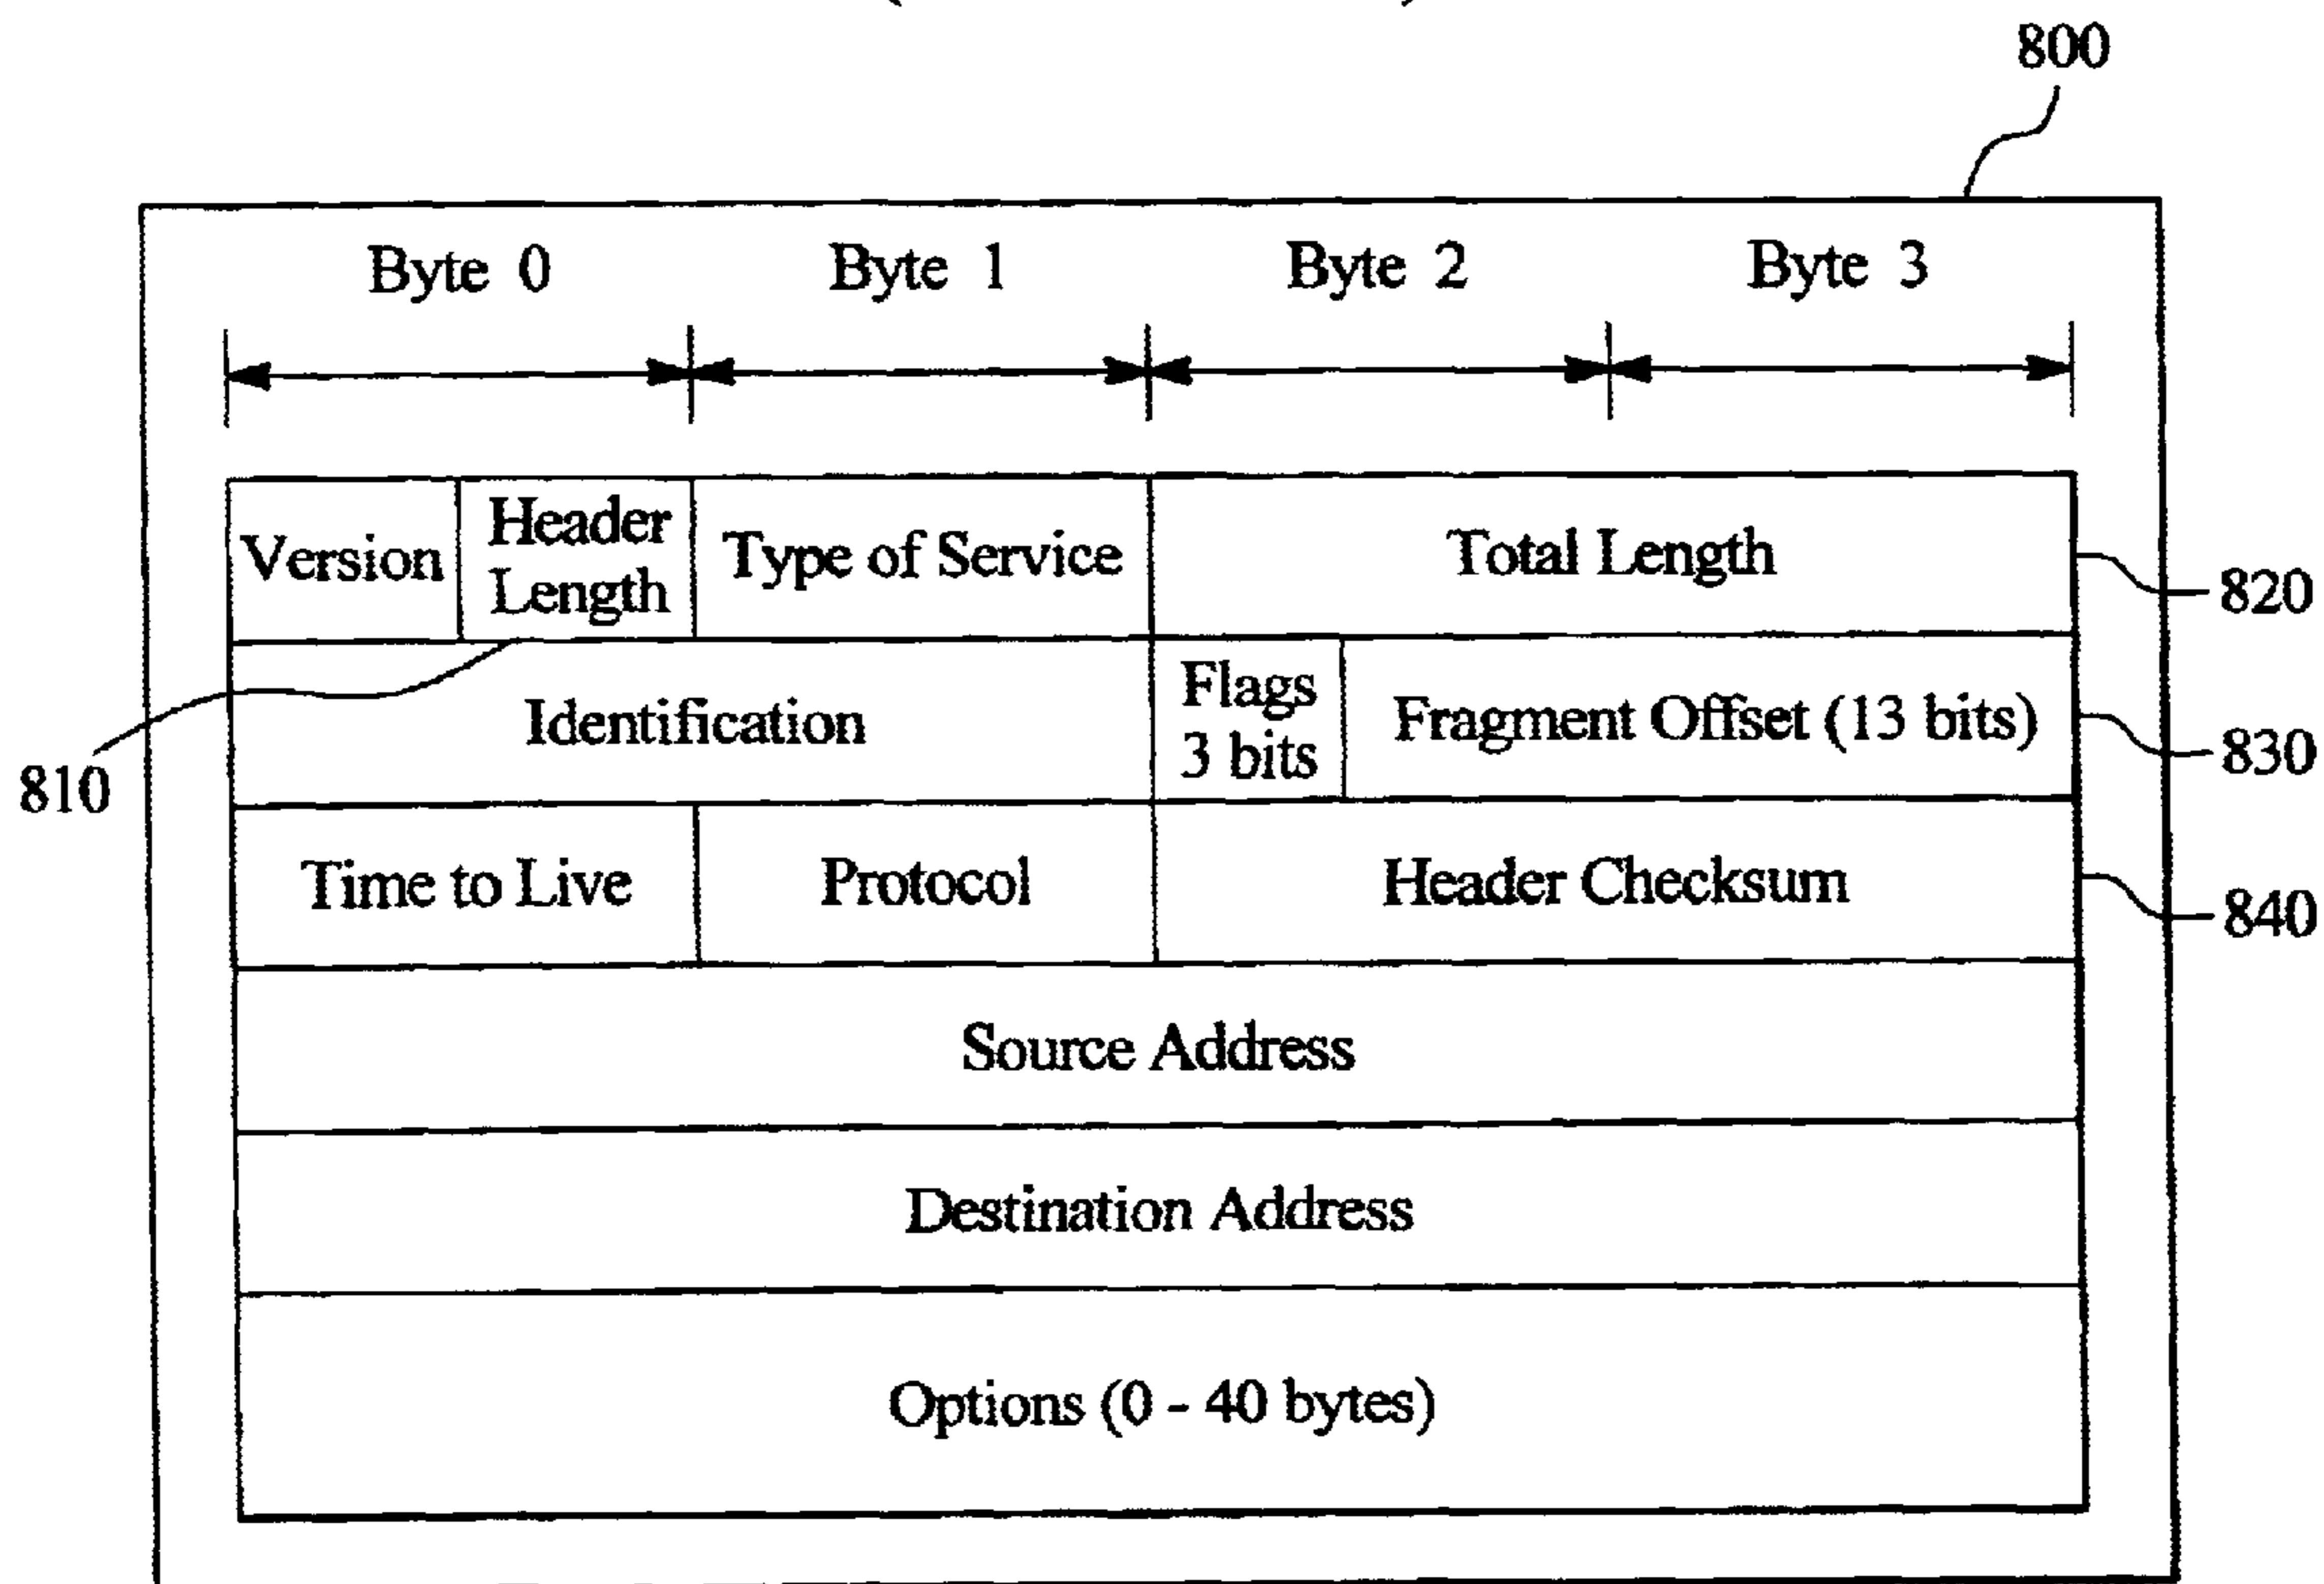 800
Byte 0 Byte 1 Byte 2 Byte 3
Version Header Length Type of Service Total Length 820
Identification Flags 3 bits Fragment Offset (13 bits) 830
810
Time to Live Protocol Header Checksum 840
Source Address
Destination Address
Options (0 - 40 bytes)